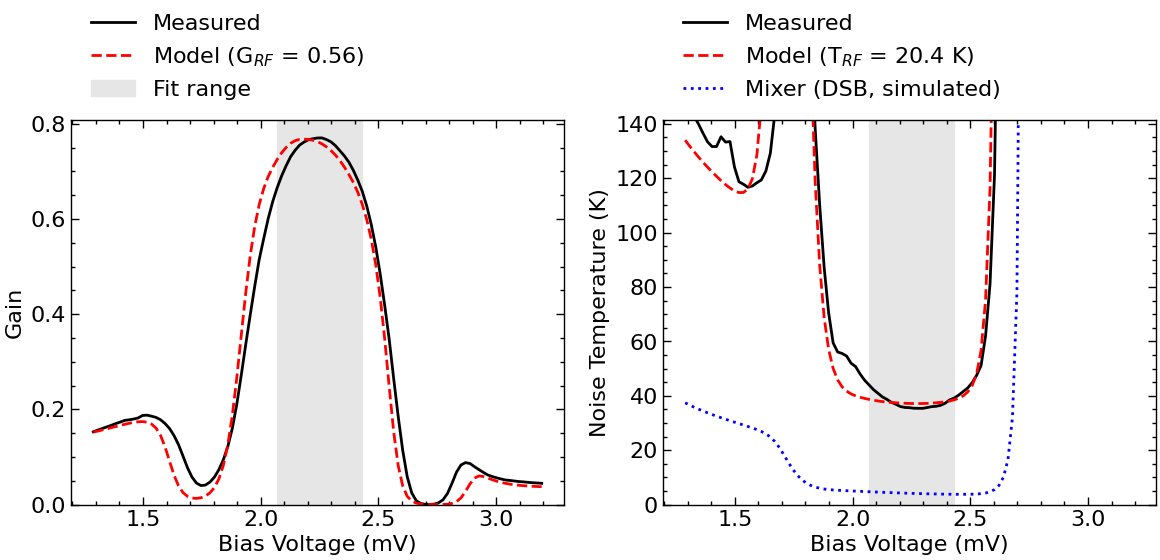 Measured
Model (G_RF = 0.56)
Fit range
0.8
0.6
0.4
0.2
0.0
Gain
1.5 2.0 2.5 3.0
Bias Voltage (mV)
Measured
Model (T_RF = 20.4 K)
Mixer (DSB, simulated)
140
120
100
80
60
40
20
0
Noise Temperature (K)
1.5 2.0 2.5 3.0
Bias Voltage (mV)